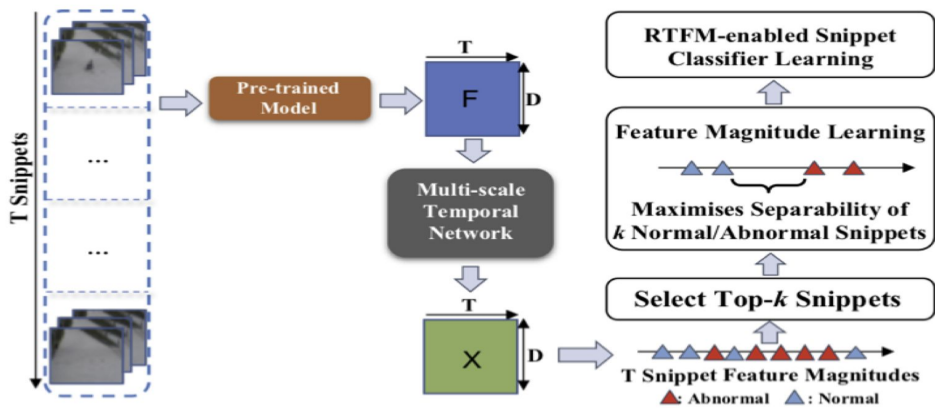 T Snippets
...
...
Pre-trained
Model
T
F
D
Multi-scale
Temporal
Network
T
X
D
RTFM-enabled Snippet
Classifier Learning
Feature Magnitude Learning
Maximises Separability of
k Normal/Abnormal Snippets
Select Top-k Snippets
T Snippet Feature Magnitudes
: Abnormal : Normal